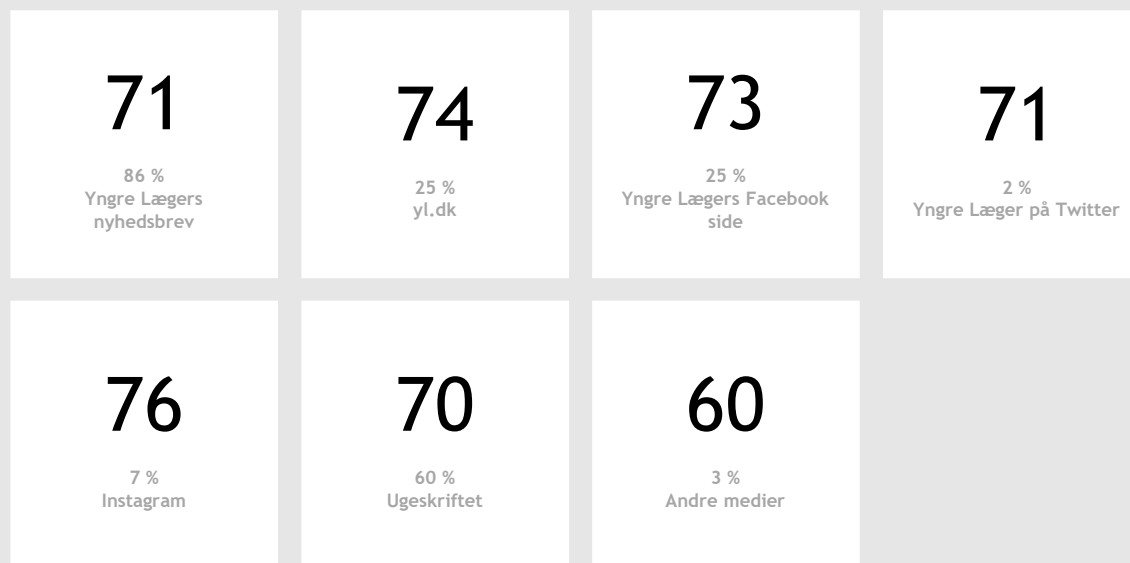 71
86 %
Yngre Lægers
nyhedsbrev
74
25 %
yl.dk
73
25 %
Yngre Lægers Facebook
side
71
2 %
Yngre Læger på Twitter
76
7 %
Instagram
70
60 %
Ugeskriftet
60
3 %
Andre medier